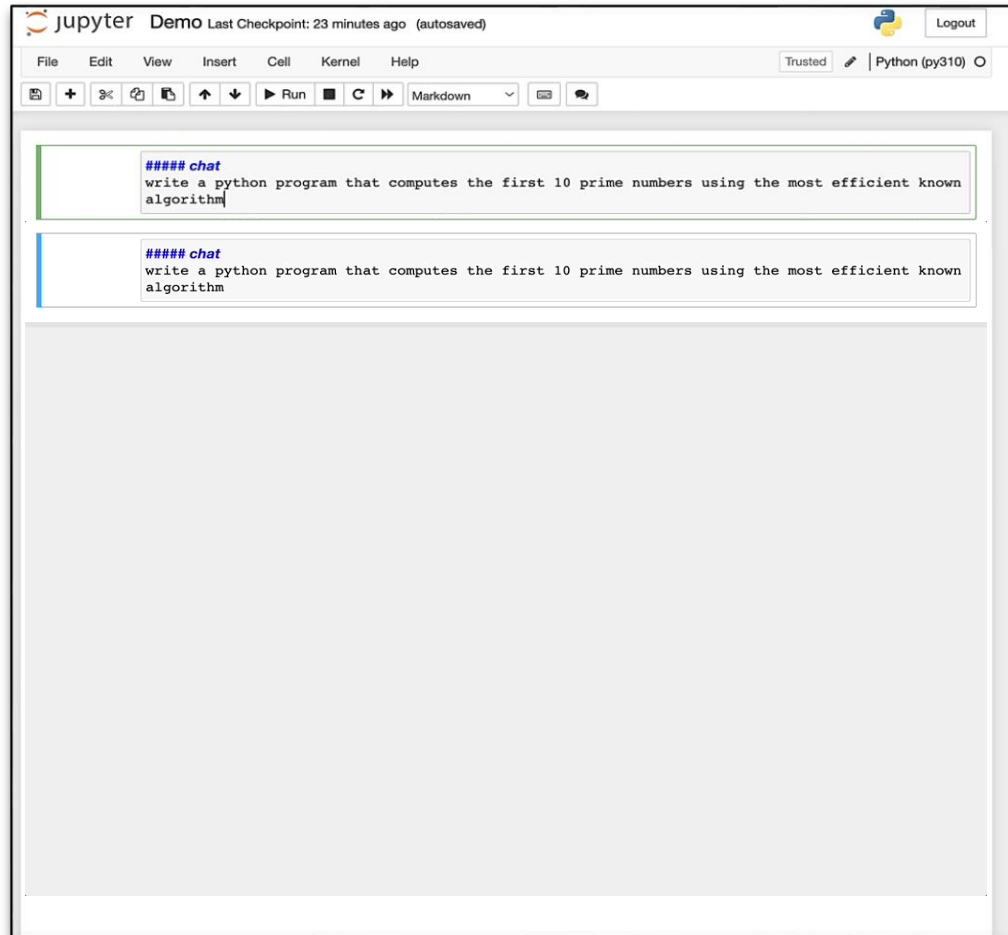 jupyter Demo Last Checkpoint: 23 minutes ago (autosaved)
Logout
File Edit View Insert Cell Kernel Help
Trusted Python (py310)
Run Markdown
##### chat
write a python program that computes the first 10 prime numbers using the most efficient known
algorithm
##### chat
write a python program that computes the first 10 prime numbers using the most efficient known
algorithm